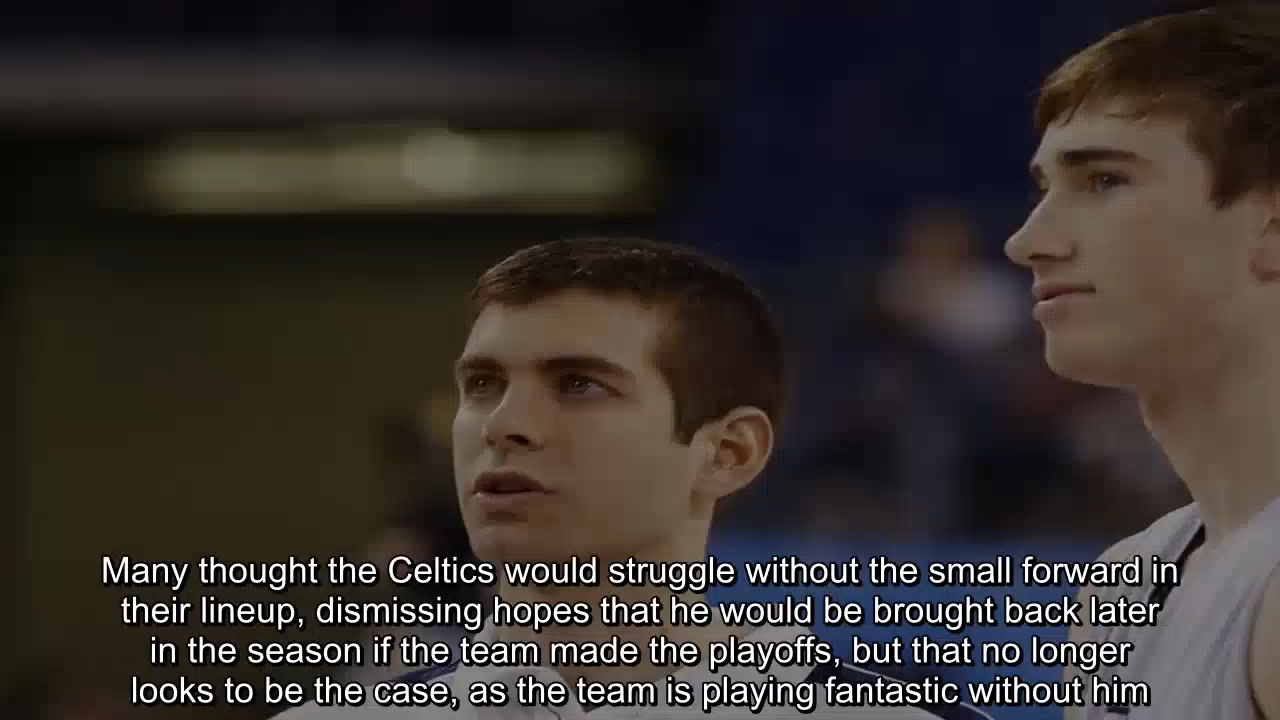 Many thought the Celtics would struggle without the small forward in
their lineup, dismissing hopes that he would be brought back later
in the season if the team made the playoffs, but that no longer
looks to be the case, as the team is playing fantastic without him